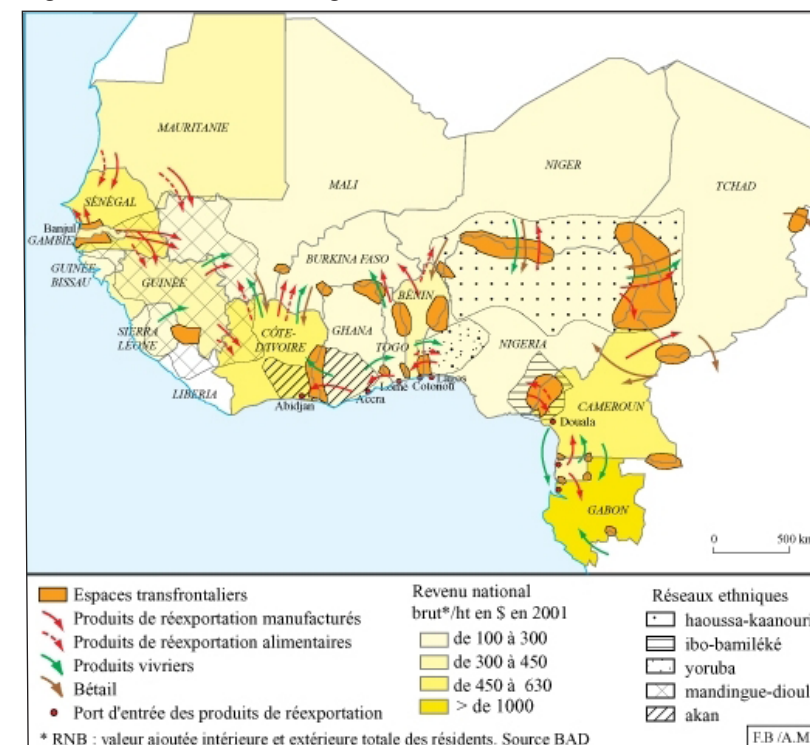 MAURITANIE
MALI
NIGER
TCHAD
SÉNÉGAL
Banjul
GAMBIE
GUINÉE
BISSAU
GUINÉE
BURKINA FASO
BÉNIN
SIERRA
LÉONE
CÔTE-
D'IVOIRE
GHANA
TOGO
NIGERIA
LIBERIA
Abidjan
Accra
Lomé
Cotonou
Lagos
CAMEROUN
Douala
GABON
0 500 km
Espaces transfrontaliers
Produits de réexportation manufacturés
Produits de réexportation alimentaires
Produits vivriers
Bétail
Port d'entrée des produits de réexportation
* RNB : valeur ajoutée intérieure et extérieure totale des résidents. Source BAD
Revenu national
brut*/ht en $ en 2001
de 100 à 300
de 300 à 450
de 450 à 630
> de 1000
Réseaux ethniques
haoussa-kaanouri
ibo-bamiléké
yoruba
mandingue-dioul
akan
F.B /A.M